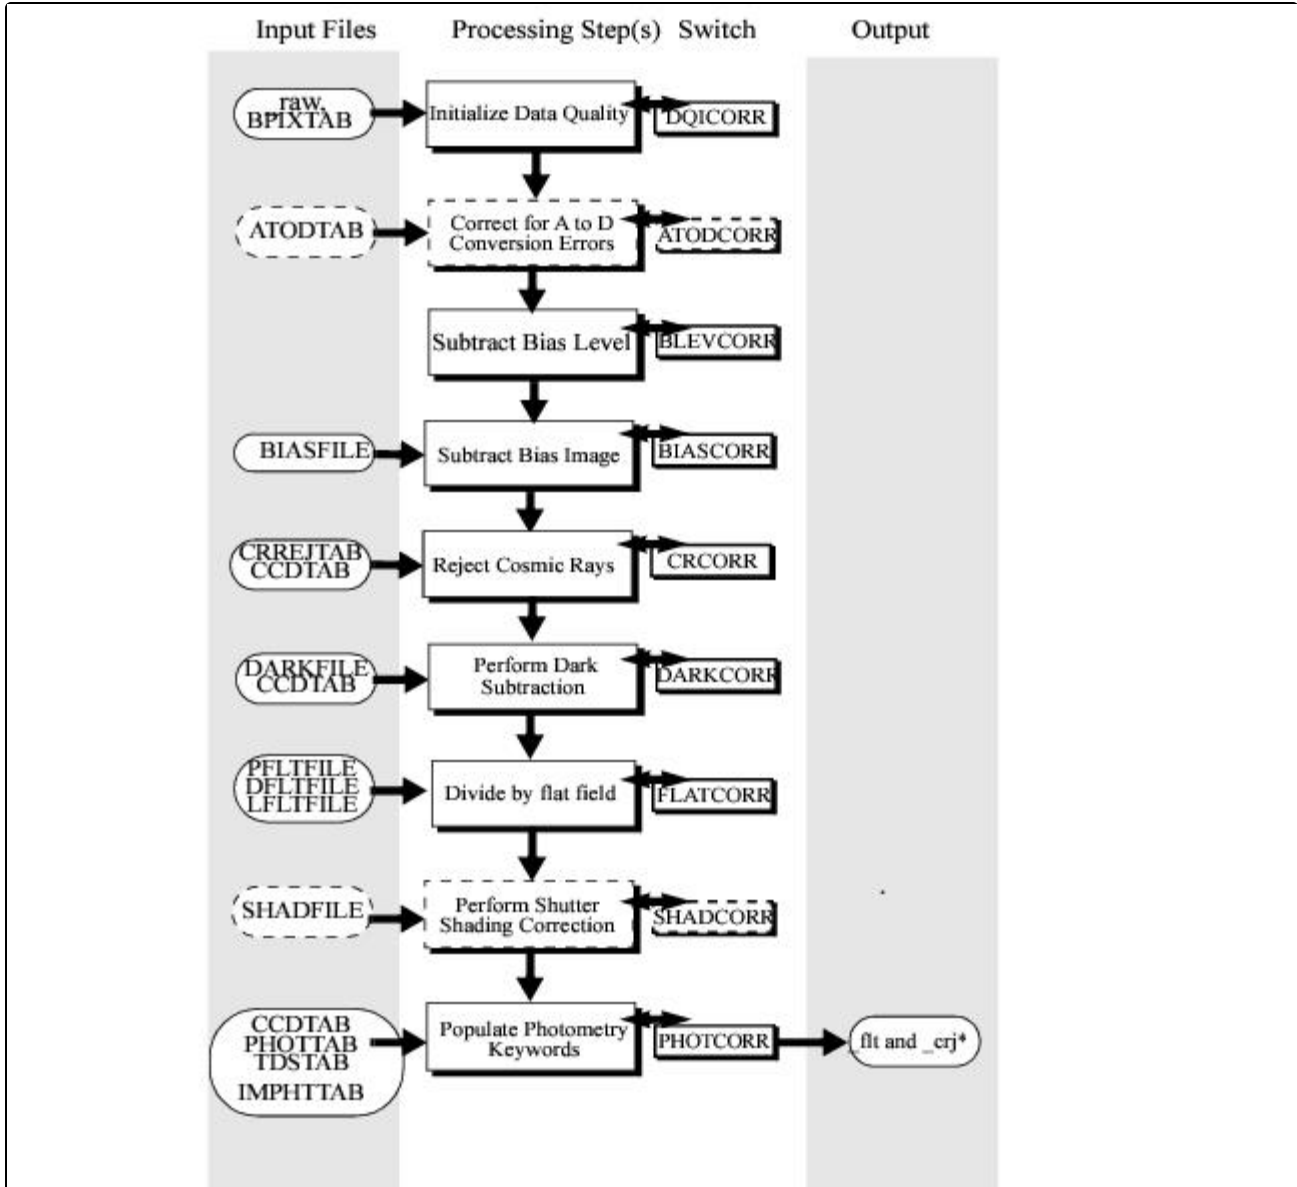 Input Files
Processing Step(s)
Switch
Output
_raw,
BPIXTAB
Initialize Data Quality
DQICORR
ATODTAB
Correct for A to D
Conversion Errors
ATODCORR
Subtract Bias Level
BLEVCORR
BIASFILE
Subtract Bias Image
BIASCORR
CRREJTAB
CCDTAB
Reject Cosmic Rays
CRCORR
DARKFILE
CCDTAB
Perform Dark
Subtraction
DARKCORR
PFLTFILE
DFLTFILE
LFLTFILE
Divide by flat field
FLATCORR
SHADFILE
Perform Shutter
Shading Correction
SHADCORR
CCDTAB
PHOTTAB
TDSTAB
IMPHTTAB
Populate Photometry
Keywords
PHOTCORR
_flt and _crj*